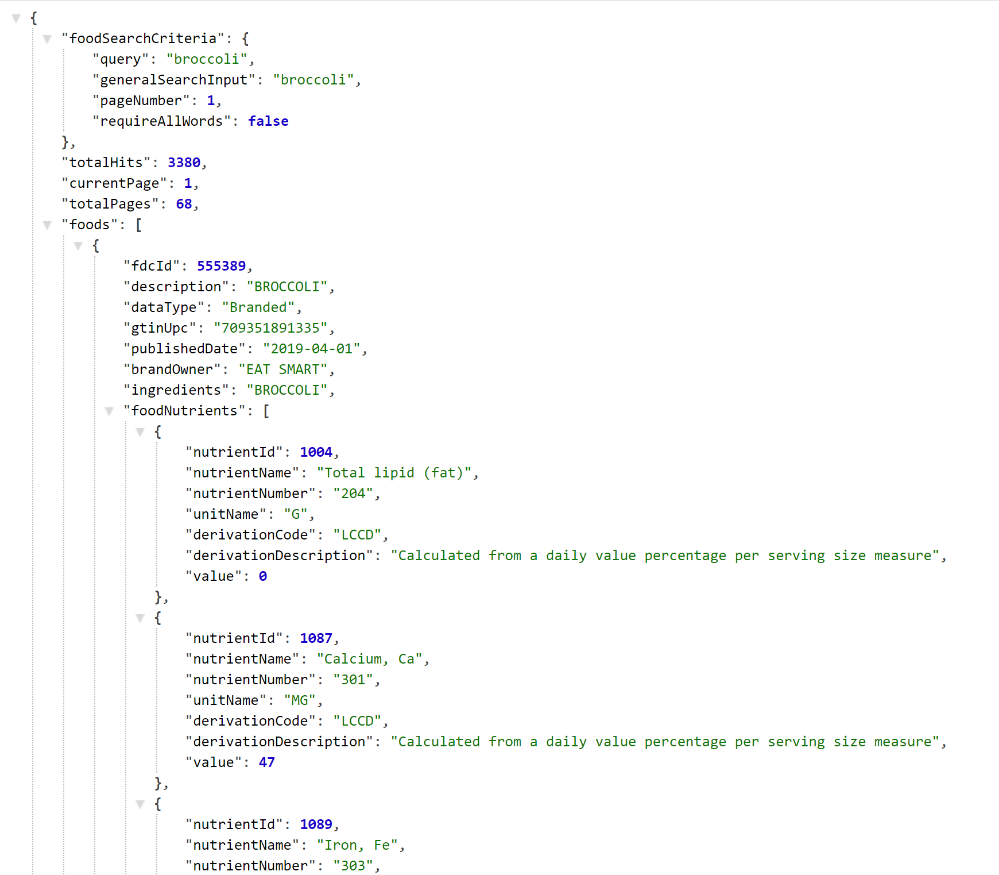 {
"foodSearchCriteria": {
"query": "broccoli",
"generalSearchInput": "broccoli",
"pageNumber": 1,
"requireAllWords": false
},
"totalHits": 3380,
"currentPage": 1,
"totalPages": 68,
"foods": [
{
"fdcId": 555389,
"description": "BROCCOLI",
"dataType": "Branded",
"gtinUpc": "709351891335",
"publishedDate": "2019-04-01",
"brandOwner": "EAT SMART",
"ingredients": "BROCCOLI",
"foodNutrients": [
{
"nutrientId": 1004,
"nutrientName": "Total lipid (fat)",
"nutrientNumber": "204",
"unitName": "G",
"derivationCode": "LCCD",
"derivationDescription": "Calculated from a daily value percentage per serving size measure",
"value": 0
},
{
"nutrientId": 1087,
"nutrientName": "Calcium, Ca",
"nutrientNumber": "301",
"unitName": "MG",
"derivationCode": "LCCD",
"derivationDescription": "Calculated from a daily value percentage per serving size measure",
"value": 47
},
{
"nutrientId": 1089,
"nutrientName": "Iron, Fe",
"nutrientNumber": "303",